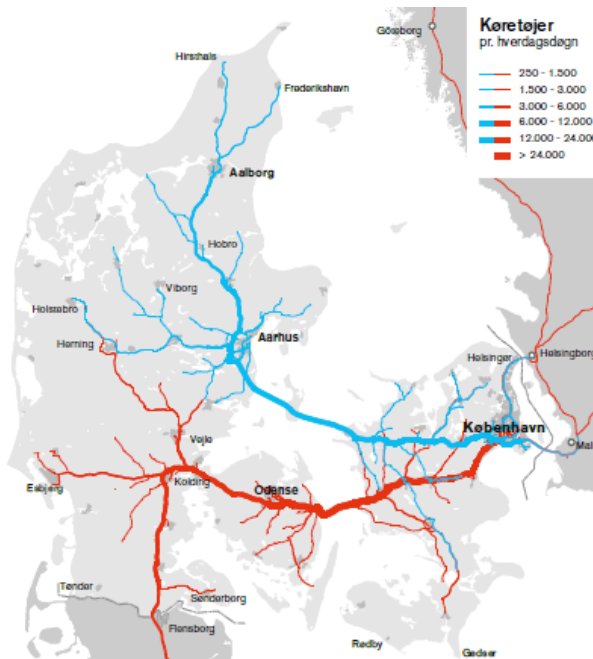 Køretøjer
pr. hverdagsdøgn
250 - 1.500
1.500 - 3.000
3.000 - 6.000
6.000 - 12.000
12.000 - 24.000
> 24.000
Göteborg
Hirsthals
Frederikshavn
Aalborg
Hobro
Viborg
Holstebro
Herning
Aarhus
Helsingør
Helsingborg
København
Mal
Vejle
Kolding
Esbjerg
Odense
Tønder
Sønderborg
Flensborg
Rødby
Gedser